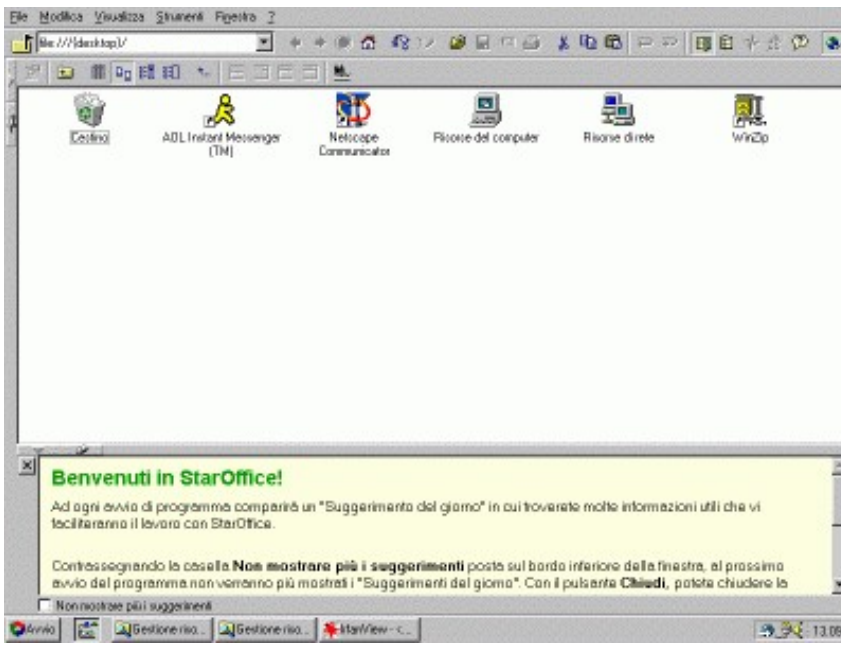 File Modifica Visualizza Strumenti Finestra ?
file:///{desktop}/
Cestino
AOL Instant Messenger
(TM)
Netscape
Communicator
Risorse del computer
Risorse di rete
WinZip
Benvenuti in StarOffice!
Ad ogni avvio di programma comparirà un "Suggerimento del giorno" in cui troverete molte informazioni utili che vi
faciliteranno il lavoro con StarOffice.
Contrassegnando la casella Non mostrare più i suggerimenti posta sul bordo inferiore della finestra, al prossimo
avvio del programma non verranno più mostrati i "Suggerimenti del giorno". Con il pulsante Chiudi, potete chiudere la
Non mostrare più i suggerimenti
Avvio
Gestione riso...
Gestione riso...
IrfanView - c...
13.09